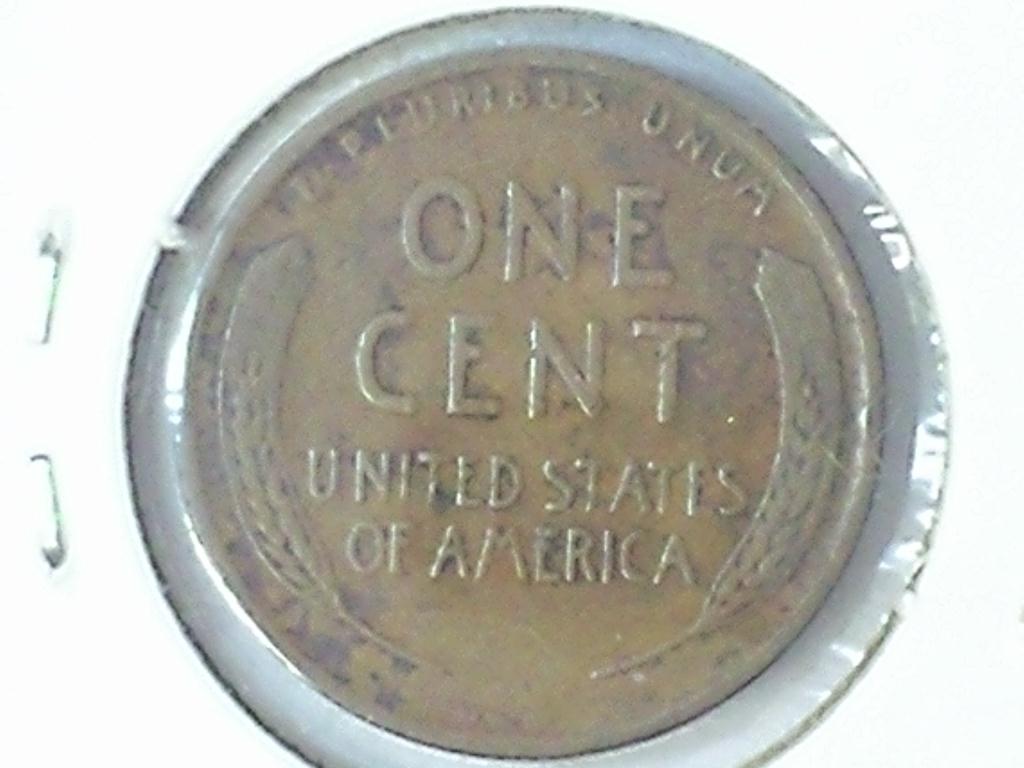 E PLURIBUS UNUM
ONE
CENT
UNITED STATES
OF AMERICA